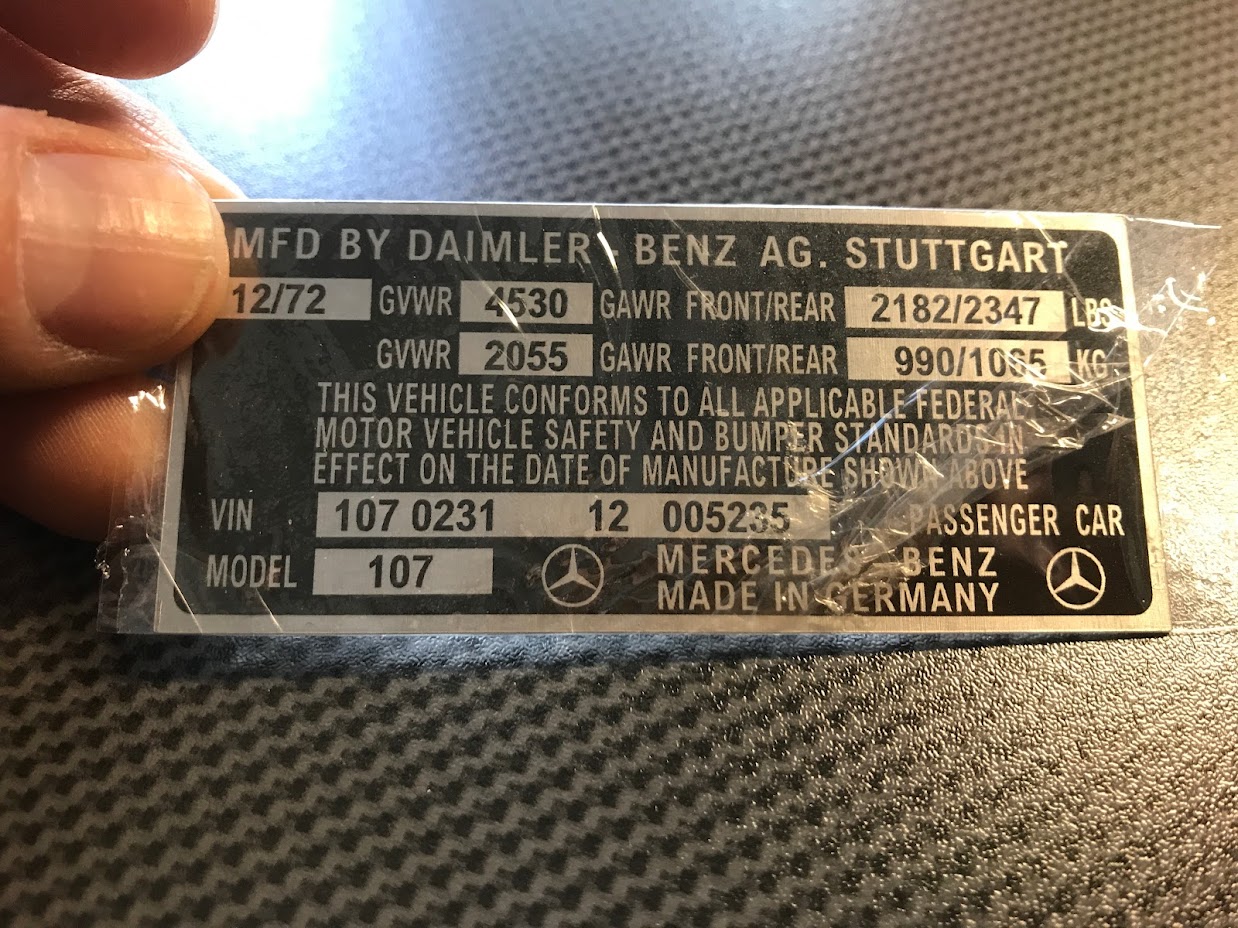 MFD BY DAIMLER - BENZ AG. STUTTGART
12/72 GVWR 4530 GAWR FRONT/REAR 2182/2347 LBS
GVWR 2055 GAWR FRONT/REAR 990/1065 KG
THIS VEHICLE CONFORMS TO ALL APPLICABLE FEDERAL
MOTOR VEHICLE SAFETY AND BUMPER STANDARDS IN
EFFECT ON THE DATE OF MANUFACTURE SHOWN ABOVE
VIN 107 0231 12 005235 PASSENGER CAR
MODEL 107 MERCEDES - BENZ
MADE IN GERMANY